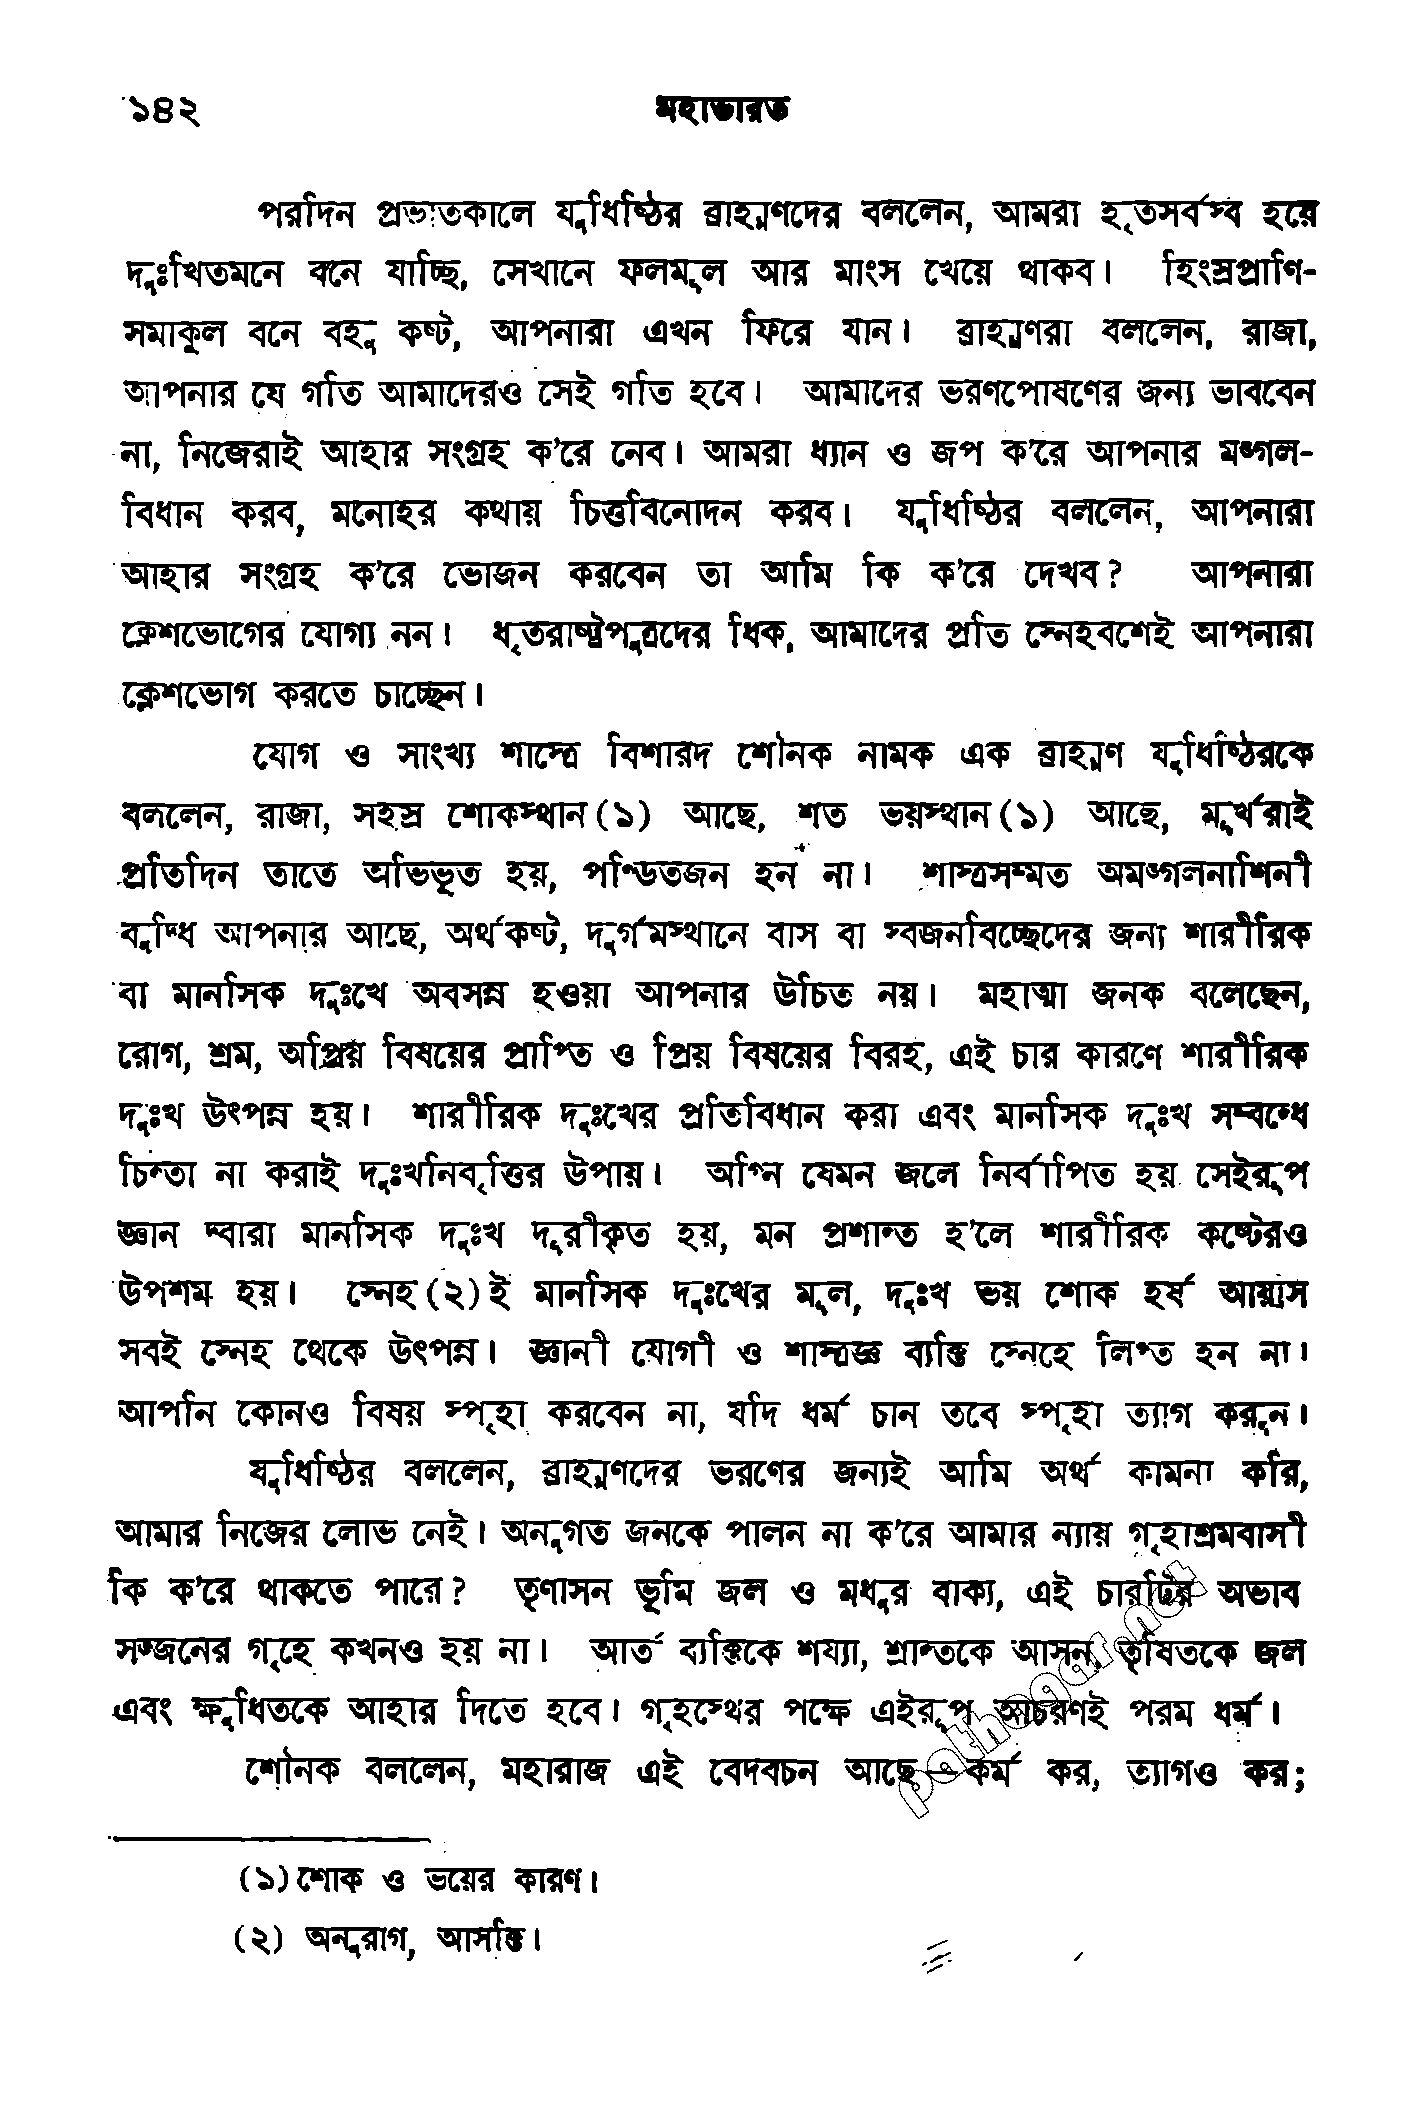 ১৪২
মহাভারত
পরদিন প্রভাতকালে যুধিষ্ঠির ব্রাহ্মণদের বললেন, আমরা হৃতসর্বস্ব হয়ে
দুঃখিতমনে বনে যাচ্ছি, সেখানে ফলমূল আর মাংস খেয়ে থাকব। হিংস্রপ্রাণি-
সমাকুল বনে বহু কষ্ট, আপনারা এখন ফিরে যান। ব্রাহ্মণরা বললেন, রাজা,
আপনার যে গতি আমাদেরও সেই গতি হবে। আমাদের ভরণপোষণের জন্য ভাববেন
না, নিজেরাই আহার সংগ্রহ ক'রে নেব। আমরা ধ্যান ও জপ ক'রে আপনার মঙ্গল-
বিধান করব, মনোহর কথায় চিত্তবিনোদন করব। যুধিষ্ঠির বললেন, আপনারা
আহার সংগ্রহ ক'রে ভোজন করবেন তা আমি কি ক'রে দেখব? আপনারা
ক্লেশভোগের যোগ্য নন। ধৃতরাষ্ট্রপুত্রদের ধিক, আমাদের প্রতি স্নেহবশেই আপনারা
ক্লেশভোগ করতে চাচ্ছেন।
যোগ ও সাংখ্য শাস্ত্রে বিশারদ শৌনক নামক এক ব্রাহ্মণ যুধিষ্ঠিরকে
বললেন, রাজা, সহস্র শোকস্থান(১) আছে, শত ভয়স্থান(১) আছে, মূর্খরাই
প্রতিদিন তাতে অভিভূত হয়, পণ্ডিতজন হন না। শাস্ত্রসম্মত অমঙ্গলনাশিনী
বুদ্ধি আপনার আছে, অর্থকষ্ট, দুর্গমস্থানে বাস বা স্বজনবিচ্ছেদের জন্য শারীরিক
বা মানসিক দুঃখে অবসন্ন হওয়া আপনার উচিত নয়। মহাত্মা জনক বলেছেন,
রোগ, শ্রম, অপ্রিয় বিষয়ের প্রাপ্তি ও প্রিয় বিষয়ের বিরহ, এই চার কারণে শারীরিক
দুঃখ উৎপন্ন হয়। শারীরিক দুঃখের প্রতিবিধান করা এবং মানসিক দুঃখ সম্বন্ধে
চিন্তা না করাই দুঃখনিবৃত্তির উপায়। অগ্নি যেমন জলে নির্বাপিত হয় সেইরূপ
জ্ঞান দ্বারা মানসিক দুঃখ দূরীকৃত হয়, মন প্রশান্ত হ'লে শারীরিক কষ্টেরও
উপশম হয়। স্নেহ(২)ই মানসিক দুঃখের মূল, দুঃখ ভয় শোক হর্ষ আয়াস
সবই স্নেহ থেকে উৎপন্ন। জ্ঞানী যোগী ও শাস্ত্রজ্ঞ ব্যক্তি স্নেহে লিপ্ত হন না।
আপনি কোনও বিষয় স্পৃহা করবেন না, যদি ধর্ম চান তবে স্পৃহা ত্যাগ করুন।
যুধিষ্ঠির বললেন, ব্রাহ্মণদের ভরণের জন্যই আমি অর্থ কামনা করি,
আমার নিজের লোভ নেই। অনুগত জনকে পালন না ক'রে আমার ন্যায় গৃহাশ্রমবাসী
কি ক'রে থাকতে পারে? তৃণাসন ভূমি জল ও মধুর বাক্য, এই চারটির অভাব
সজ্জনের গৃহে কখনও হয় না। আর্ত ব্যক্তিকে শয্যা, শ্রান্তকে আসন, তৃষিতকে জল
এবং ক্ষুধিতকে আহার দিতে হবে। গৃহস্থের পক্ষে এইরূপ আচরণই পরম ধর্ম।
শৌনক বললেন, মহারাজ এই বেদবচন আছে—কর্ম কর, ত্যাগও কর;
(১) শোক ও ভয়ের কারণ।
(২) অনুরাগ, আসক্তি।
pathagar.net